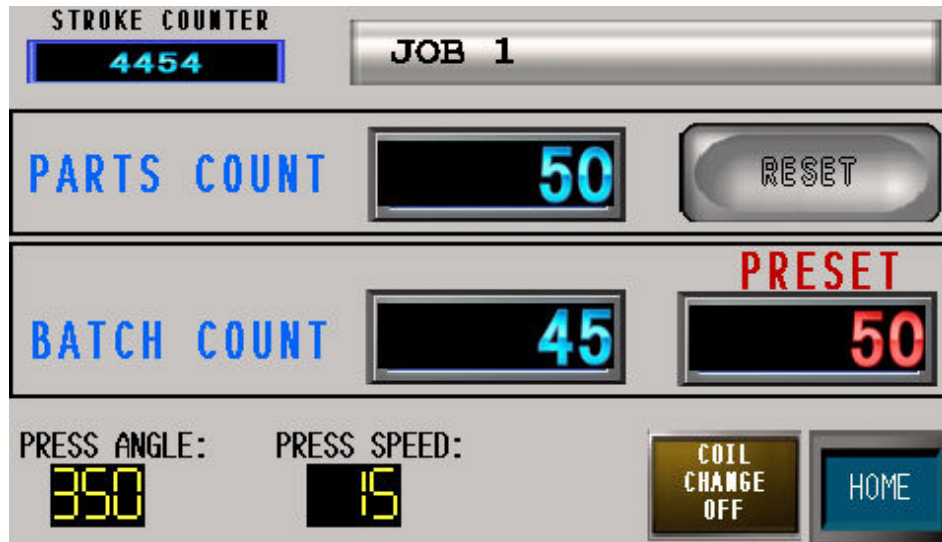 STROKE COUNTER
4454
JOB 1
PARTS COUNT
50
RESET
PRESET
BATCH COUNT
45
50
PRESS ANGLE:
350
PRESS SPEED:
15
COIL
CHANGE
OFF
HOME